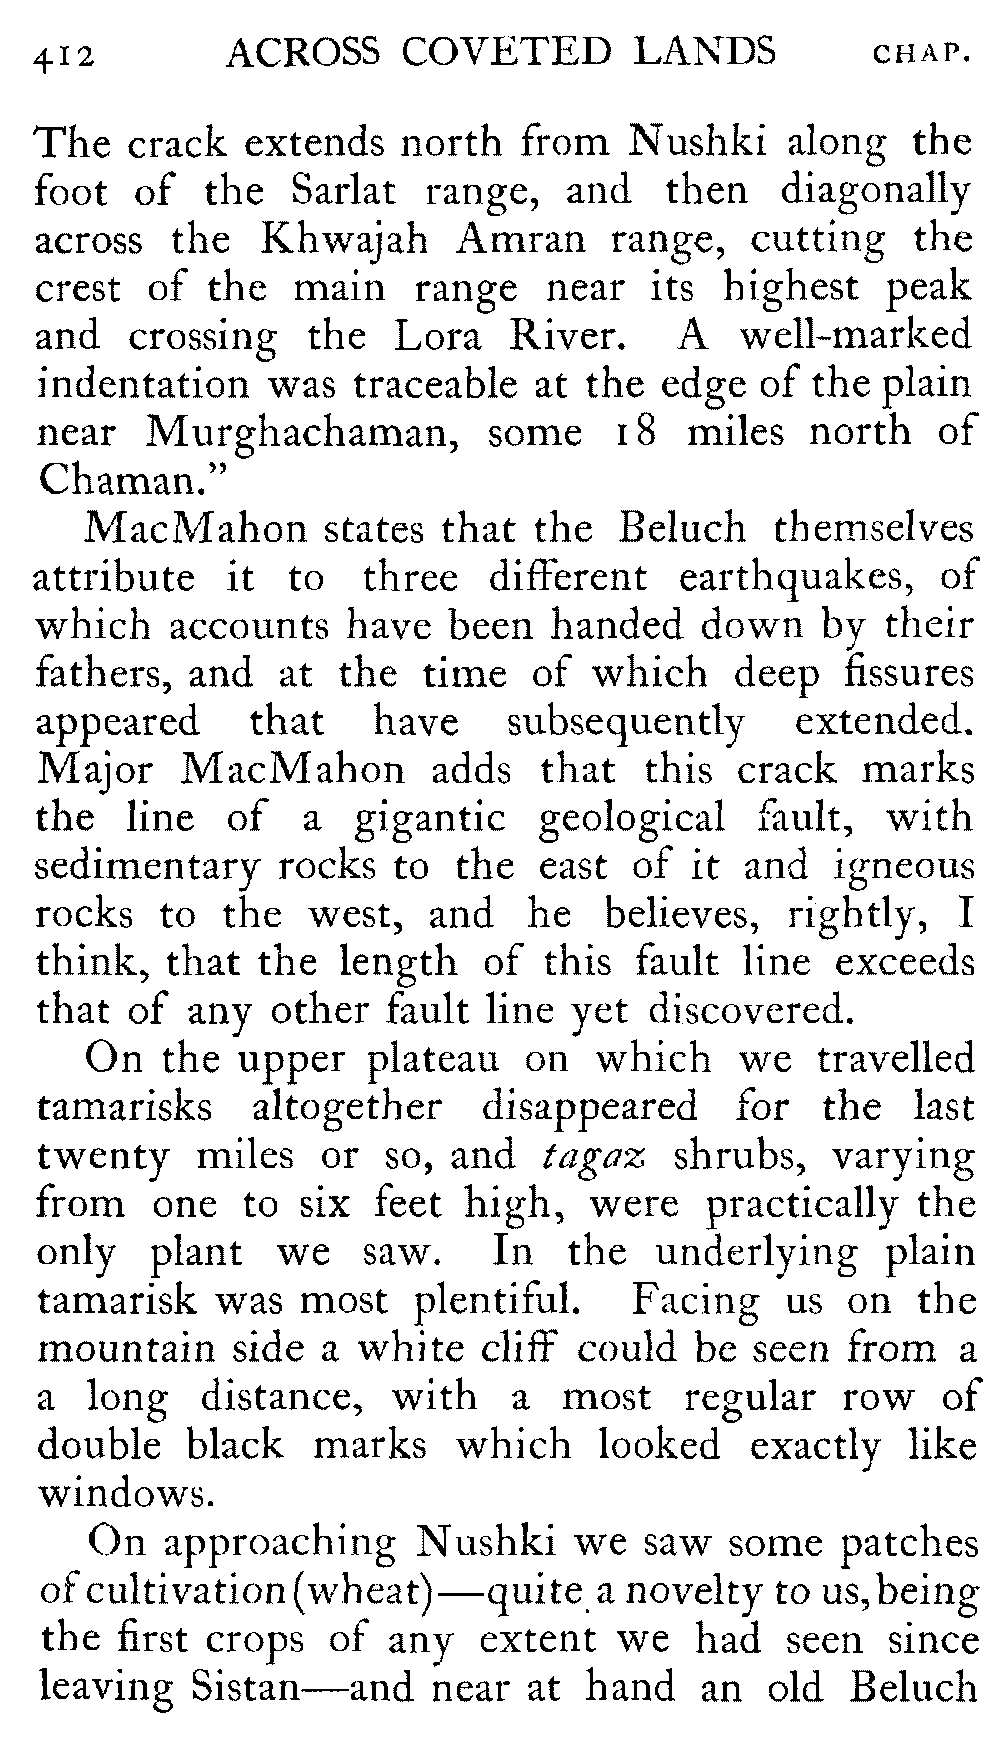 412 ACROSS COVETED LANDS CHAP.
The crack extends north from Nushki along the
foot of the Sarlat range, and then diagonally
across the Khwajah Amran range, cutting the
crest of the main range near its highest peak
and crossing the Lora River. A well-marked
indentation was traceable at the edge of the plain
near Murghachaman, some 18 miles north of
Chaman."
MacMahon states that the Beluch themselves
attribute it to three different earthquakes, of
which accounts have been handed down by their
fathers, and at the time of which deep fissures
appeared that have subsequently extended.
Major MacMahon adds that this crack marks
the line of a gigantic geological fault, with
sedimentary rocks to the east of it and igneous
rocks to the west, and he believes, rightly, I
think, that the length of this fault line exceeds
that of any other fault line yet discovered.
On the upper plateau on which we travelled
tamarisks altogether disappeared for the last
twenty miles or so, and tagaz shrubs, varying
from one to six feet high, were practically the
only plant we saw. In the underlying plain
tamarisk was most plentiful. Facing us on the
mountain side a white cliff could be seen from a
a long distance, with a most regular row of
double black marks which looked exactly like
windows.
On approaching Nushki we saw some patches
of cultivation (wheat)—quite a novelty to us, being
the first crops of any extent we had seen since
leaving Sistan—and near at hand an old Beluch